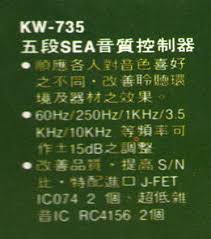 KW-735
五段SEA音質控制器
● 順應各人對音色喜好
之不同，改善聆聽環
境及器材之效果。
● 60Hz/250Hz/1KHz/3.5
KHz/10KHz 等頻率可
作±15dB之調整
● 改善品質，提高S/N
比，特配進口J-FET
IC074 2 個，超低雜
音IC RC4156 2個